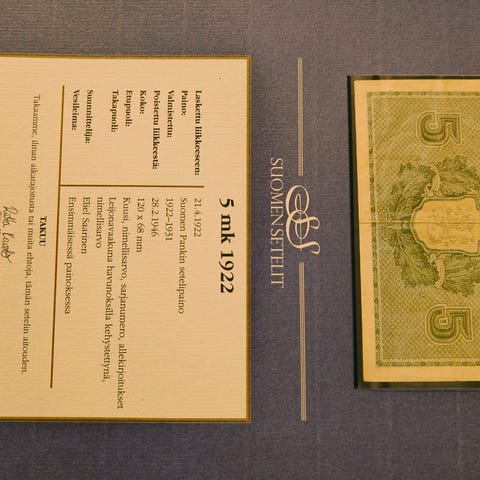 5
5
SUOMEN SETELIT
5 mk 1922
Laskettu liikkeeseen: 21.4.1922
Paino: Suomen Pankin setelipaino
Valmistettu: 1922–1931
Poistettu liikkeestä: 28.2.1946
Koko: 120 x 68 mm
Etupuoli: Kuusi, nimellisarvo, sarjanumero, allekirjoitukset
Takapuoli: Leijonavaakuna havuroksilla kehystettynä,
nimellisarvo
Suunnittelija: Eliel Saarinen
Vesileima: Ensimmäisessä painoksessa
TAKUU
Takaamme, ilman aikarajoitusta tai muita ehtoja, tämän setelin aitouden.